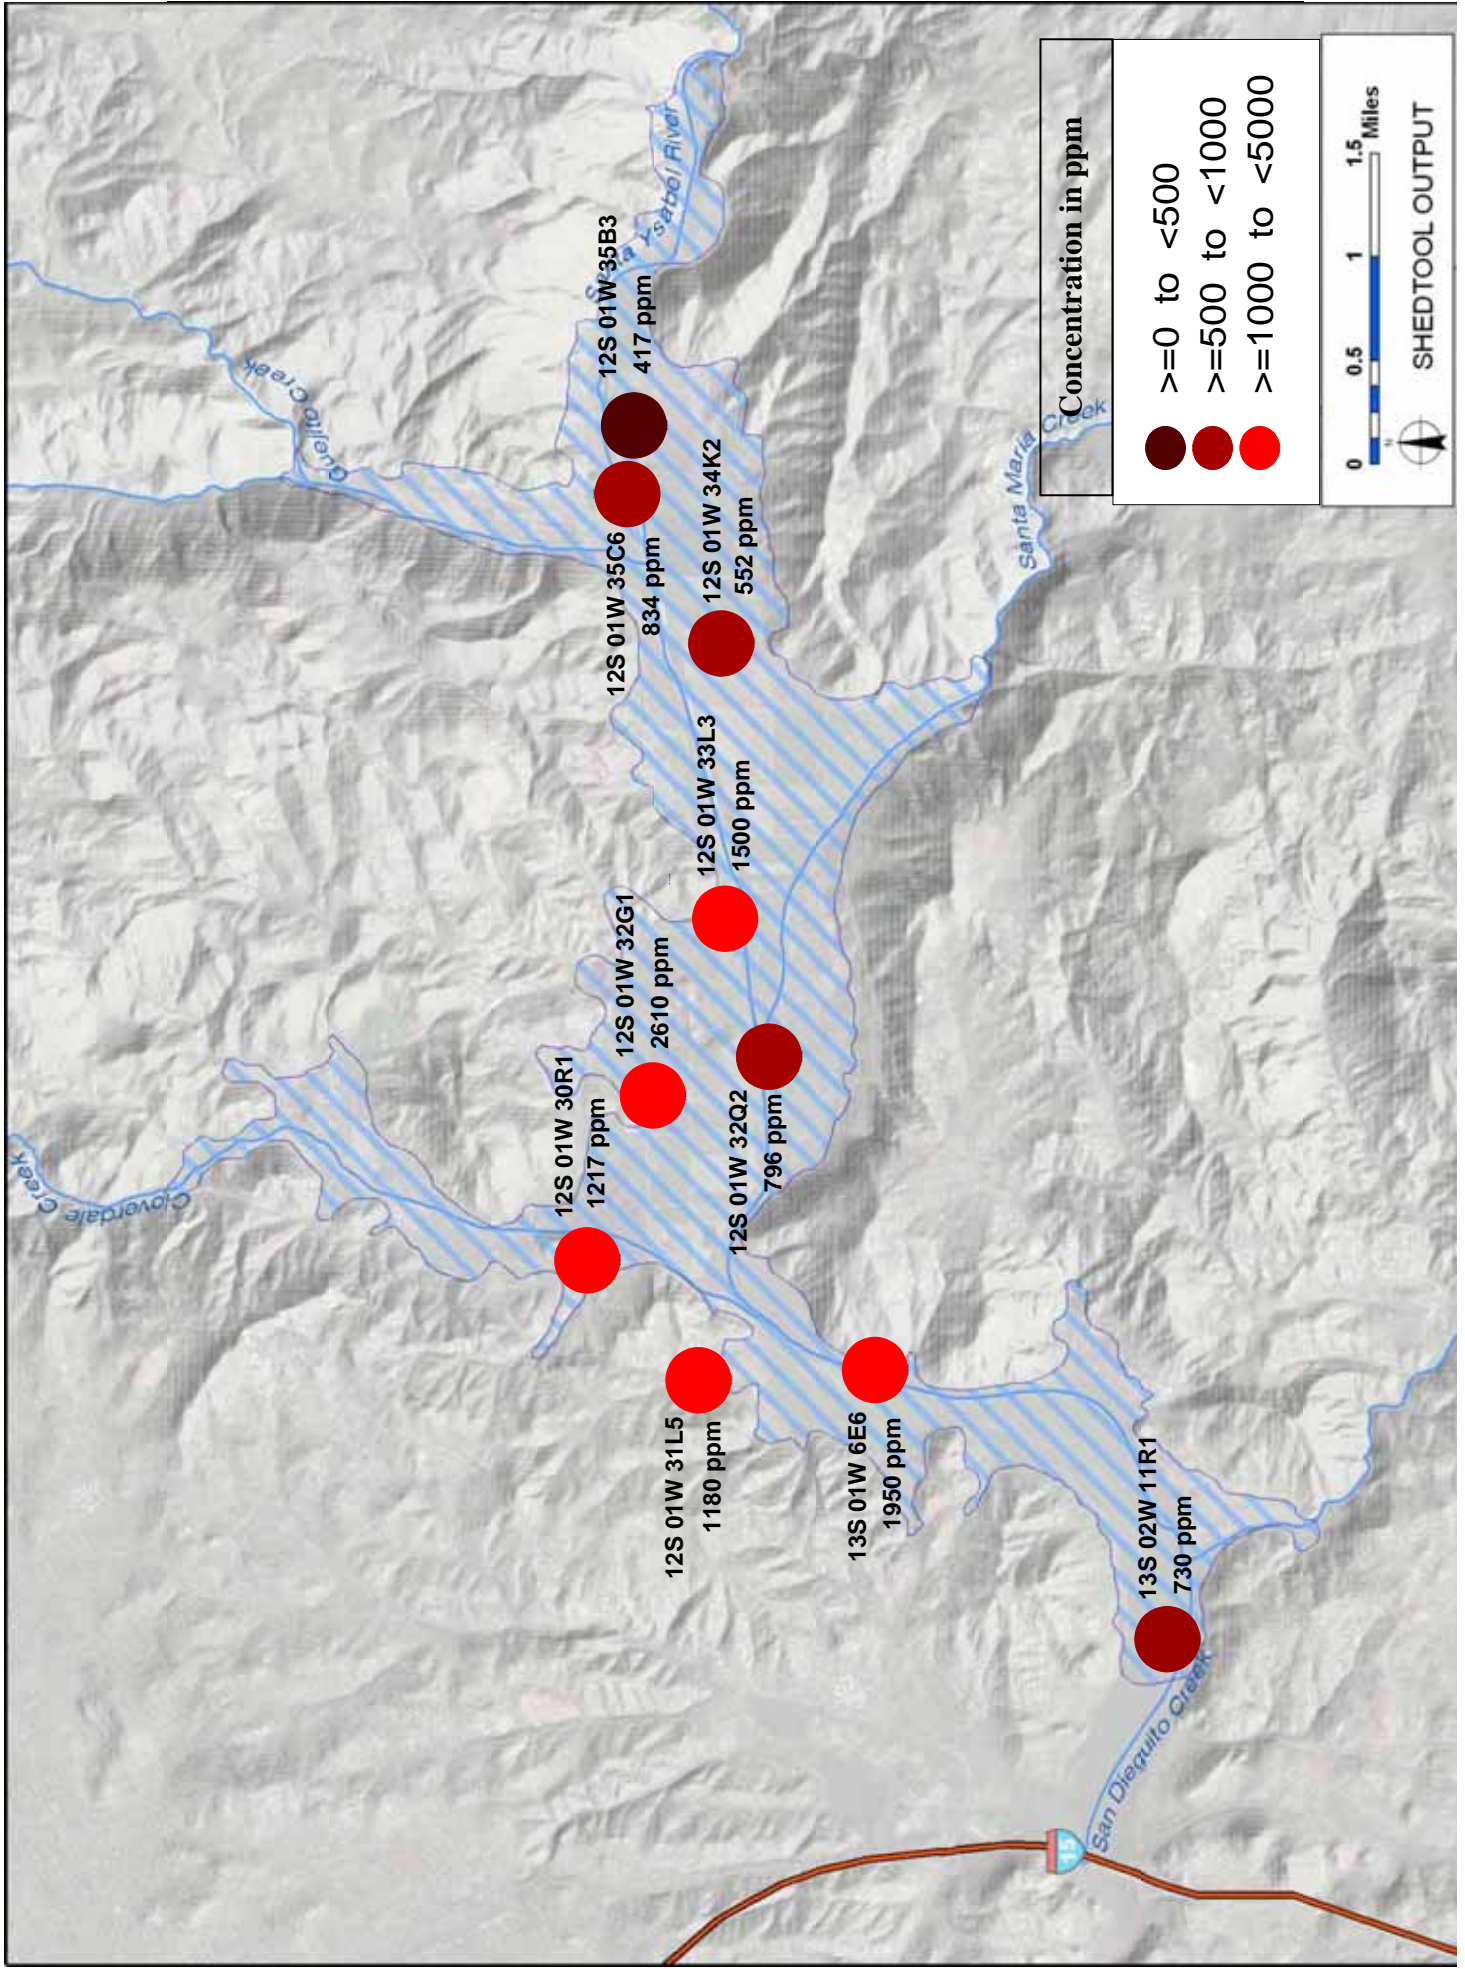 Cloverdale Creek
Guejito Creek
Santa Ysabel River
Santa Maria Creek
San Dieguito Creek
15
12S 01W 31L5
1180 ppm
12S 01W 30R1
1217 ppm
12S 01W 32G1
2610 ppm
12S 01W 33L3
1500 ppm
12S 01W 35C6
834 ppm
12S 01W 35B3
417 ppm
12S 01W 34K2
552 ppm
12S 01W 32Q2
796 ppm
13S 01W 6E6
1950 ppm
13S 02W 11R1
730 ppm
Concentration in ppm
>=0 to <500
>=500 to <1000
>=1000 to <5000
0 0.5 1 1.5
Miles
N
SHEDTOOL OUTPUT